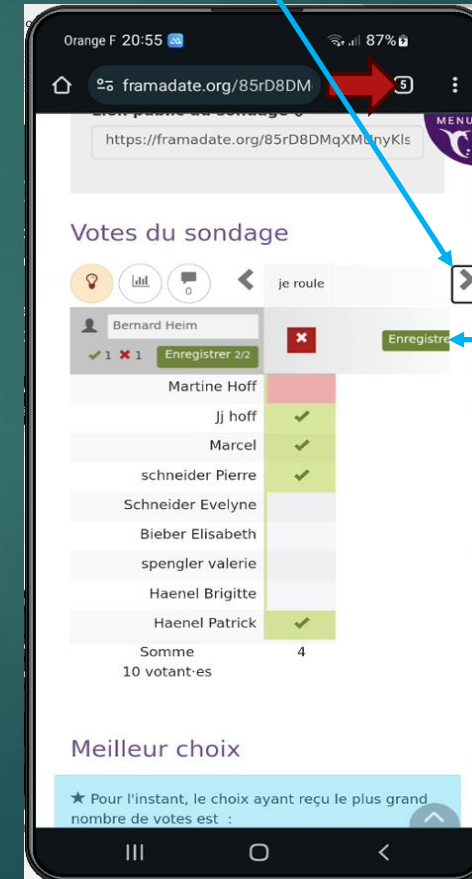 Orange F 20:55 87%
framadate.org/85rD8DM 5
MENU
https://framadate.org/85rD8DMqXMUnyKls
Votes du sondage
0 je roule
Bernard Heim
1 1 Enregistrer 2/2 Enregistre
Martine Hoff
Jj hoff
Marcel
schneider Pierre
Schneider Evelyne
Bieber Elisabeth
spengler valerie
Haenel Brigitte
Haenel Patrick
Somme 4
10 votant·es
Meilleur choix
★ Pour l'instant, le choix ayant reçu le plus grand
nombre de votes est :